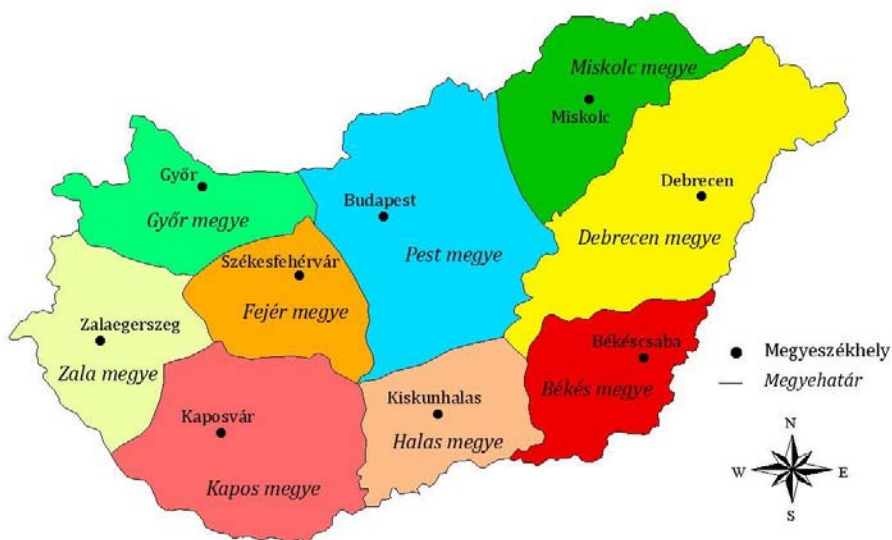 Miskolc megye
Miskolc
Győr
Győr megye
Budapest
Pest megye
Debrecen
Debrecen megye
Székesfehérvár
Fejér megye
Zalaegerszeg
Zala megye
Békéscsaba
Békés megye
Kaposvár
Kapos megye
Kiskunhalas
Halas megye
Megyeszékhely
Megyehatár
N
W E
S